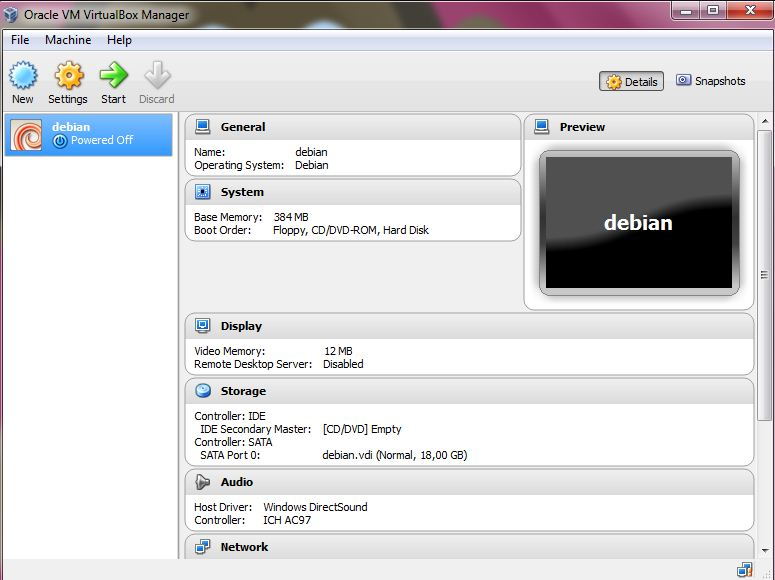 Oracle VM VirtualBox Manager
File Machine Help
New Settings Start Discard
Details Snapshots
debian
Powered Off
General
Name: debian
Operating System: Debian
System
Base Memory: 384 MB
Boot Order: Floppy, CD/DVD-ROM, Hard Disk
Preview
debian
Display
Video Memory: 12 MB
Remote Desktop Server: Disabled
Storage
Controller: IDE
IDE Secondary Master: [CD/DVD] Empty
Controller: SATA
SATA Port 0: debian.vdi (Normal, 18,00 GB)
Audio
Host Driver: Windows DirectSound
Controller: ICH AC97
Network